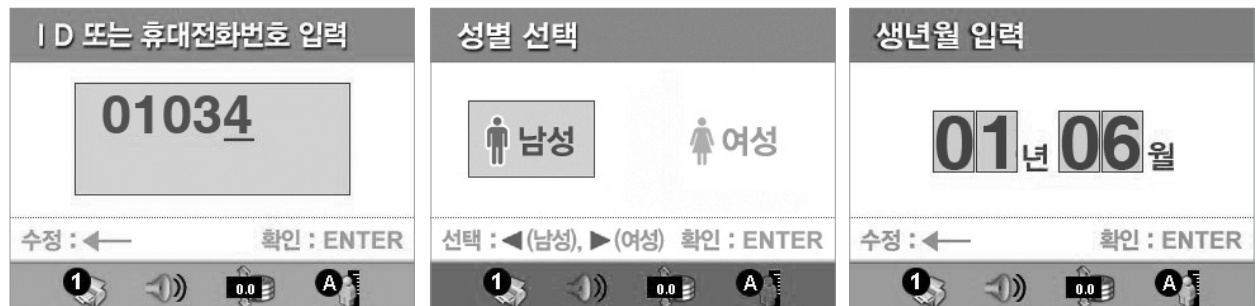 ID 또는 휴대전화번호 입력
01034
수정 : ←
확인 : ENTER
1
0.0
A
성별 선택
남성
여성
선택 : ◀(남성), ▶(여성) 확인 : ENTER
1
0.0
A
생년월 입력
01년 06월
수정 : ←
확인 : ENTER
1
0.0
A